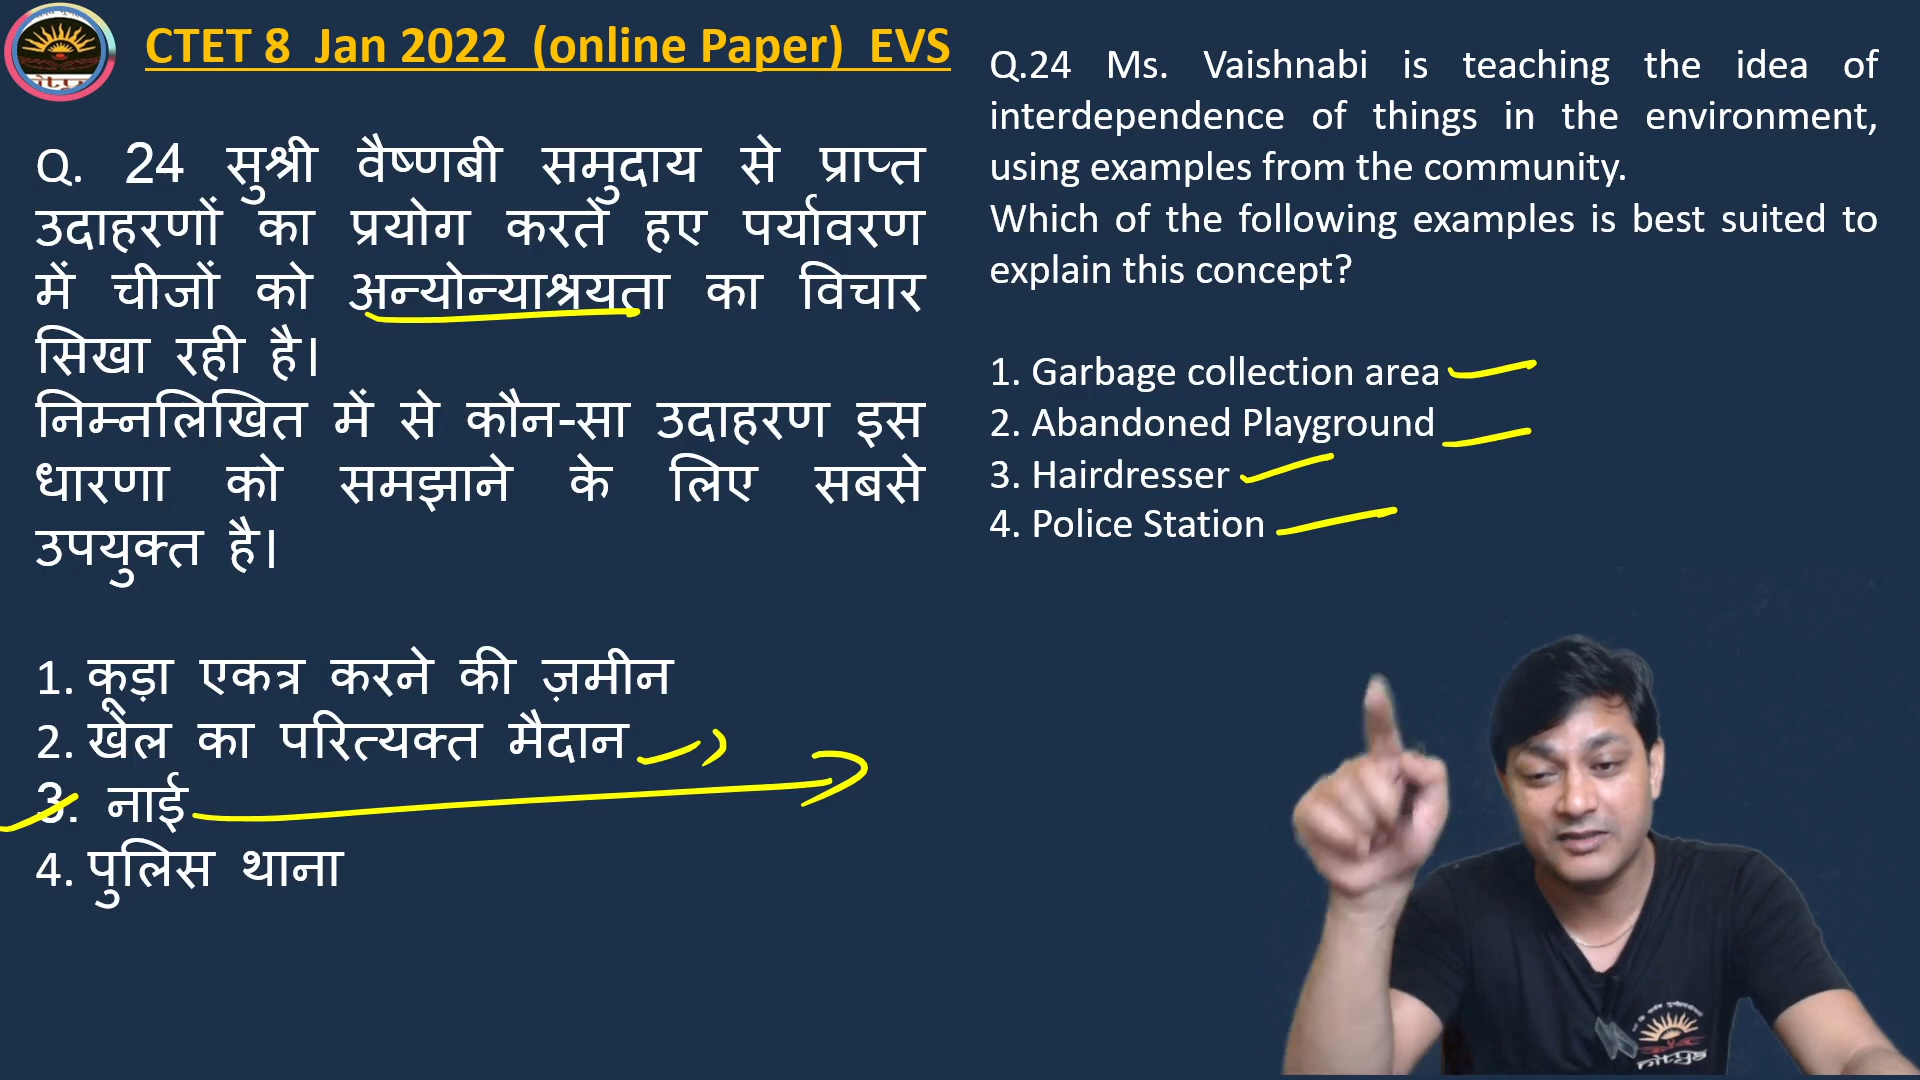 CTET 8 Jan 2022 (online Paper) EVS
Q. 24 सुश्री वैष्णबी समुदाय से प्राप्त
उदाहरणों का प्रयोग करते हुए पर्यावरण
में चीजों को अन्योन्याश्रयता का विचार
सिखा रही है।
निम्नलिखित में से कौन-सा उदाहरण इस
धारणा को समझाने के लिए सबसे
उपयुक्त है।
1. कूड़ा एकत्र करने की ज़मीन
2. खेल का परित्यक्त मैदान
3. नाई
4. पुलिस थाना
Q.24 Ms. Vaishnabi is teaching the idea of
interdependence of things in the environment,
using examples from the community.
Which of the following examples is best suited to
explain this concept?
1. Garbage collection area
2. Abandoned Playground
3. Hairdresser
4. Police Station
nitya